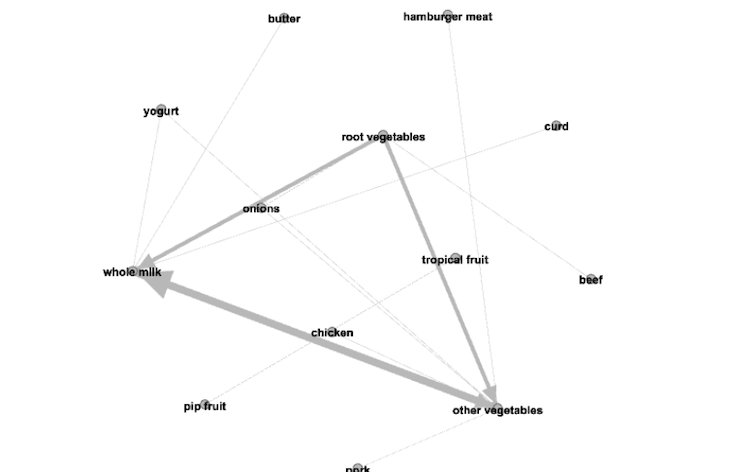 butter
hamburger meat
yogurt
curd
root vegetables
onions
tropical fruit
whole milk
beef
chicken
pip fruit
other vegetables
pork